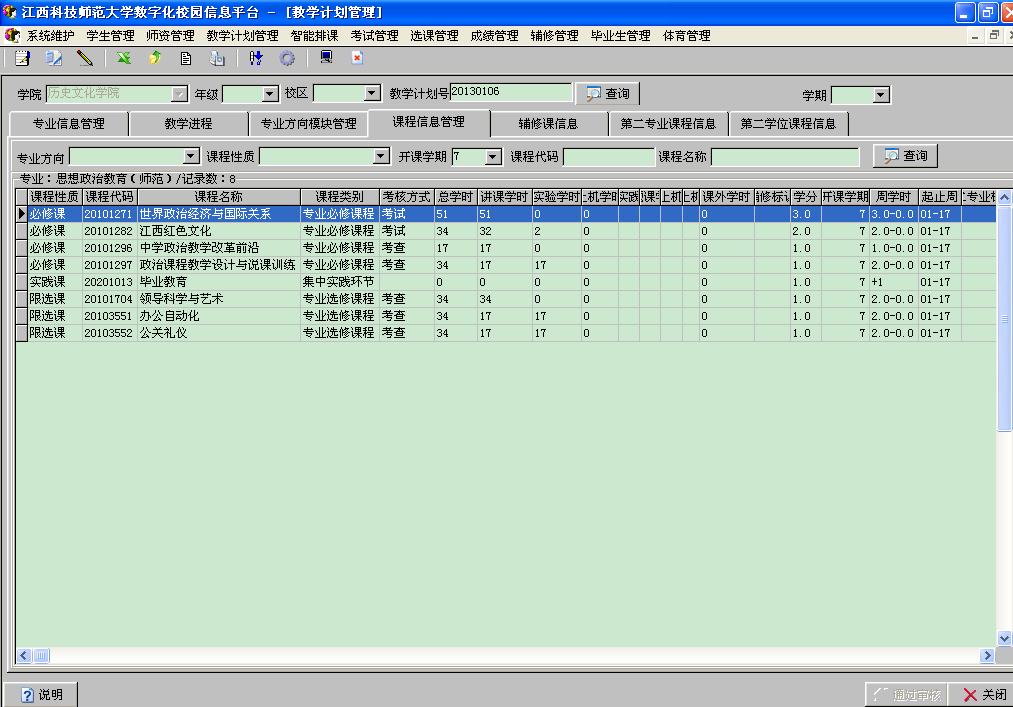 江西科技师范大学数字化校园信息平台 - [教学计划管理]
系统维护 学生管理 师资管理 教学计划管理 智能排课 考试管理 选课管理 成绩管理 辅修管理 毕业生管理 体育管理
学院 历史文化学院 年级 校区 教学计划号 20130106 查询 学期
专业信息管理 教学进程 专业方向模块管理 课程信息管理 辅修课信息 第二专业课程信息 第二学位课程信息
专业方向 课程性质 开课学期 7 课程代码 课程名称 查询
专业：思想政治教育(师范)/记录数：8
课程性质 课程代码 课程名称 课程类别 考核方式 总学时 讲课学时 实验学时 上机学时 实践 课 上机 上机 课外学时 修标识 学分 开课学期 周学时 起止周 专业
必修课 20101271 世界政治经济与国际关系 专业必修课程 考试 51 51 0 0 0 3.0 7 3.0-0.0 01-17
必修课 20101282 江西红色文化 专业必修课程 考试 34 32 2 0 0 2.0 7 2.0-0.0 01-17
必修课 20101296 中学政治教学改革前沿 专业必修课程 考查 17 17 0 0 0 1.0 7 1.0-0.0 01-17
必修课 20101297 政治课程教学设计与说课训练 专业必修课程 考查 34 17 17 0 0 1.0 7 2.0-0.0 01-17
实践课 20201013 毕业教育 集中实践环节 0 0 0 0 0 1.0 7 +1 01-17
限选课 20101704 领导科学与艺术 专业选修课程 考查 34 34 0 0 0 1.0 7 2.0-0.0 01-17
限选课 20103551 办公自动化 专业选修课程 考查 34 17 17 0 0 1.0 7 2.0-0.0 01-17
限选课 20103552 公关礼仪 专业选修课程 考查 34 17 17 0 0 1.0 7 2.0-0.0 01-17
说明 通过审核 关闭